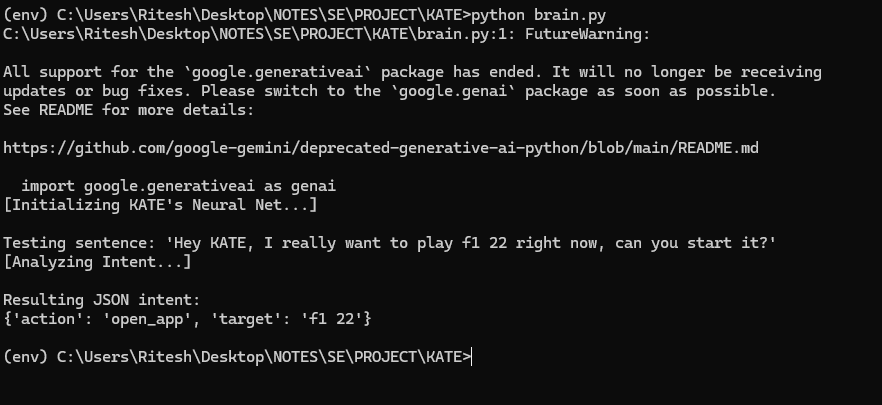 (env) C:\Users\Ritesh\Desktop\NOTES\SE\PROJECT\KATE>python brain.py
C:\Users\Ritesh\Desktop\NOTES\SE\PROJECT\KATE\brain.py:1: FutureWarning:
All support for the `google.generativeai` package has ended. It will no longer be receiving
updates or bug fixes. Please switch to the `google.genai` package as soon as possible.
See README for more details:
https://github.com/google-gemini/deprecated-generative-ai-python/blob/main/README.md
  import google.generativeai as genai
[Initializing KATE's Neural Net...]
Testing sentence: 'Hey KATE, I really want to play f1 22 right now, can you start it?'
[Analyzing Intent...]
Resulting JSON intent:
{'action': 'open_app', 'target': 'f1 22'}
(env) C:\Users\Ritesh\Desktop\NOTES\SE\PROJECT\KATE>